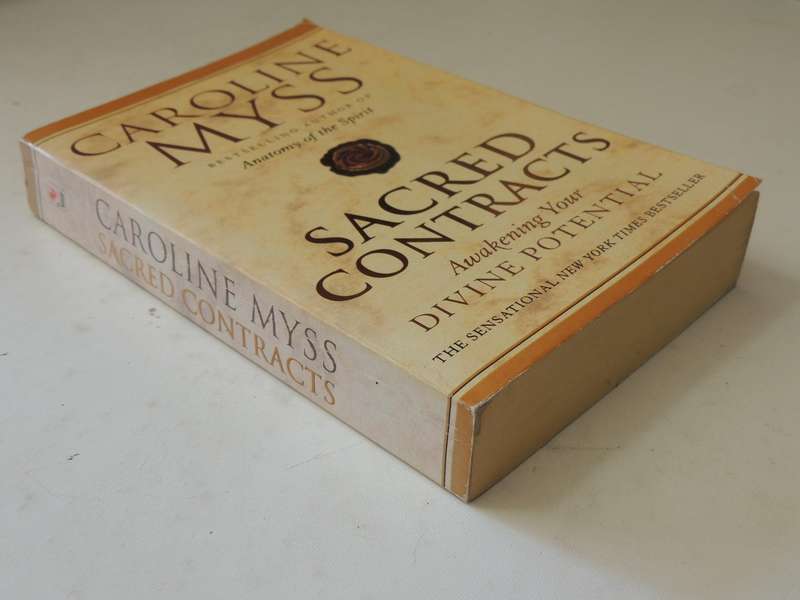 CAROLINE
MYSS
BESTSELLING AUTHOR OF
Anatomy of the Spirit
SACRED
CONTRACTS
Awakening Your
DIVINE POTENTIAL
THE SENSATIONAL NEW YORK TIMES BESTSELLER
CAROLINE MYSS
SACRED CONTRACTS